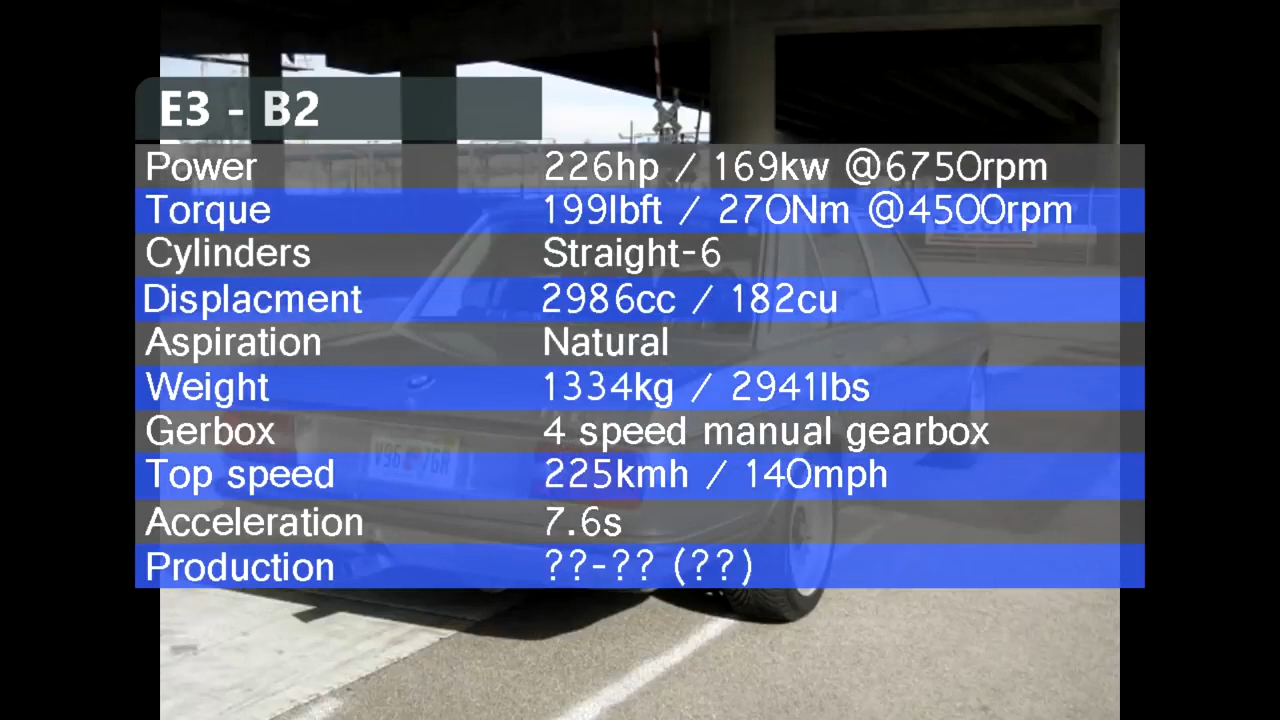 E3 - B2
Power 226hp / 169kw @6750rpm
Torque 199lbft / 270Nm @4500rpm
Cylinders Straight-6
Displacment 2986cc / 182cu
Aspiration Natural
Weight 1334kg / 2941lbs
Gerbox 4 speed manual gearbox
Top speed 225kmh / 140mph
Acceleration 7.6s
Production ??-?? (??)